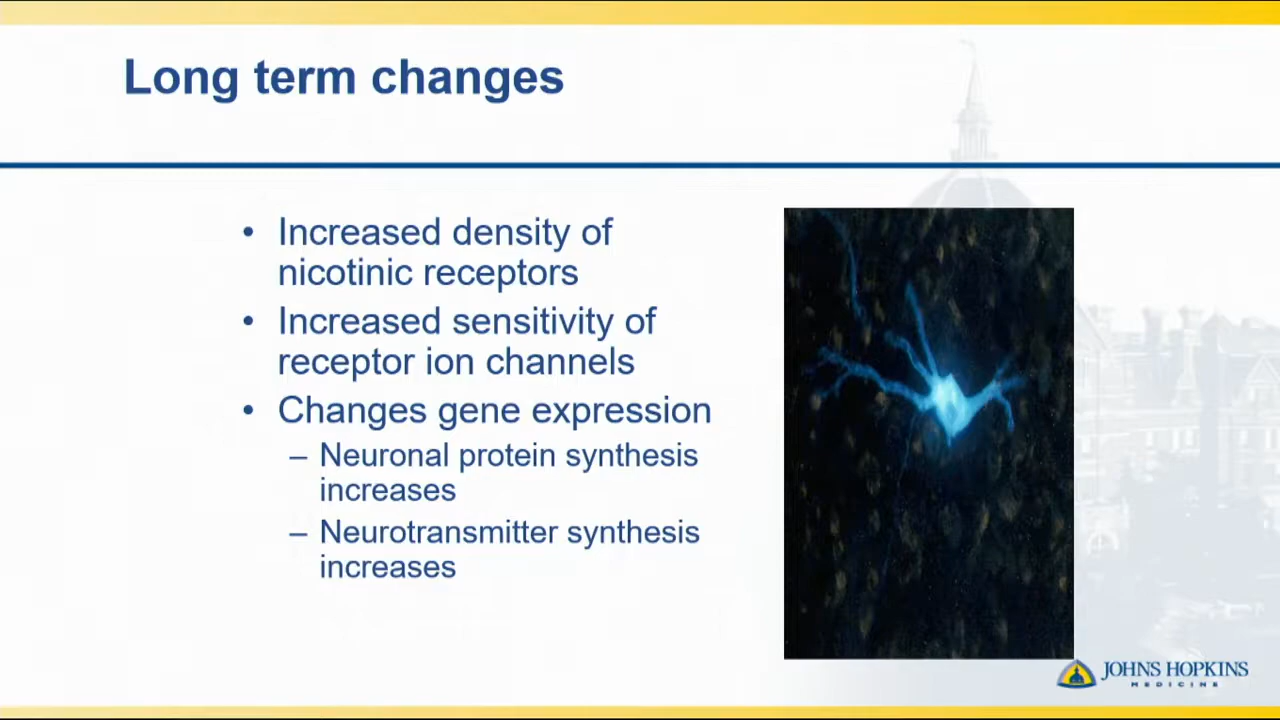 Long term changes
• Increased density of
nicotinic receptors
• Increased sensitivity of
receptor ion channels
• Changes gene expression
– Neuronal protein synthesis
increases
– Neurotransmitter synthesis
increases
JOHNS HOPKINS
MEDICINE